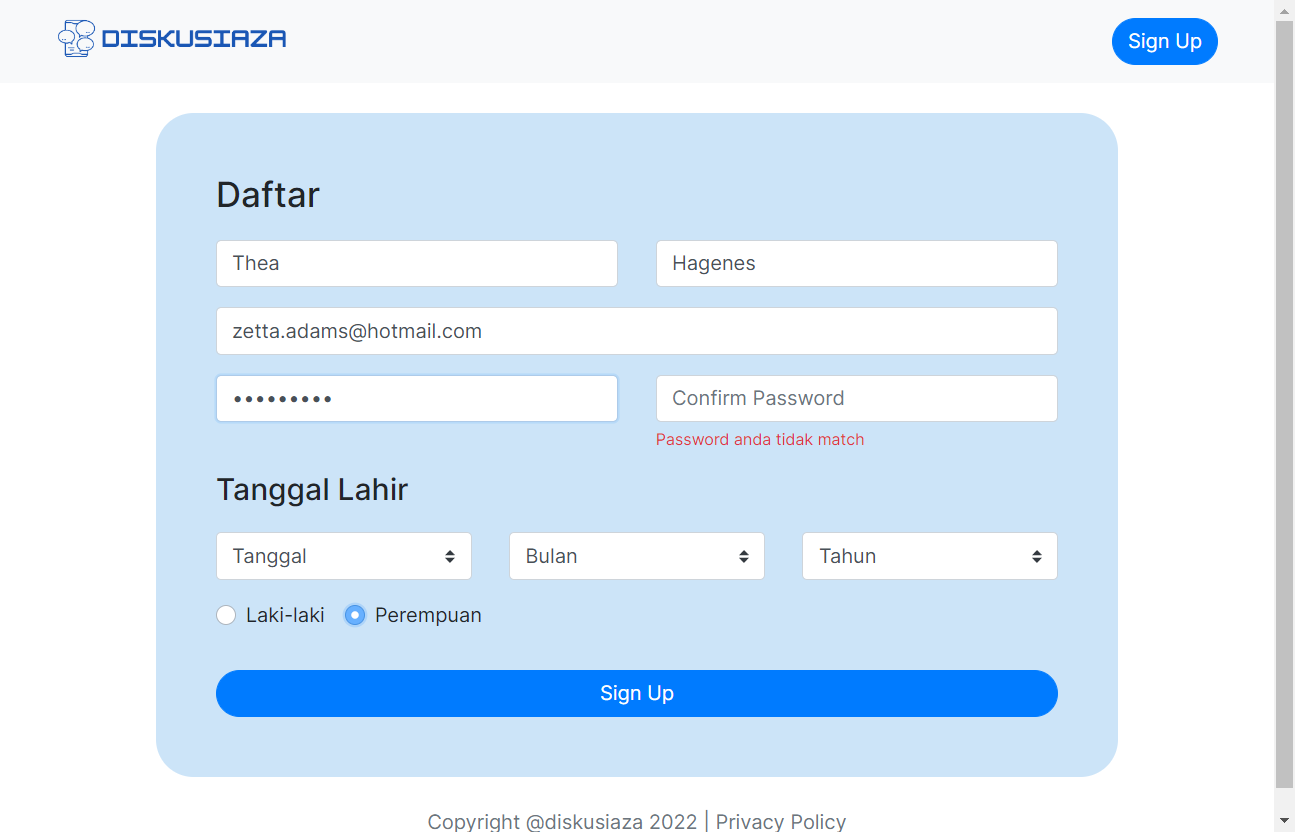 DISKUSIAZA
Sign Up
Daftar
Thea
Hagenes
zetta.adams@hotmail.com
•••••••••
Confirm Password
Password anda tidak match
Tanggal Lahir
Tanggal
Bulan
Tahun
Laki-laki
Perempuan
Sign Up
Copyright @diskusiaza 2022 | Privacy Policy